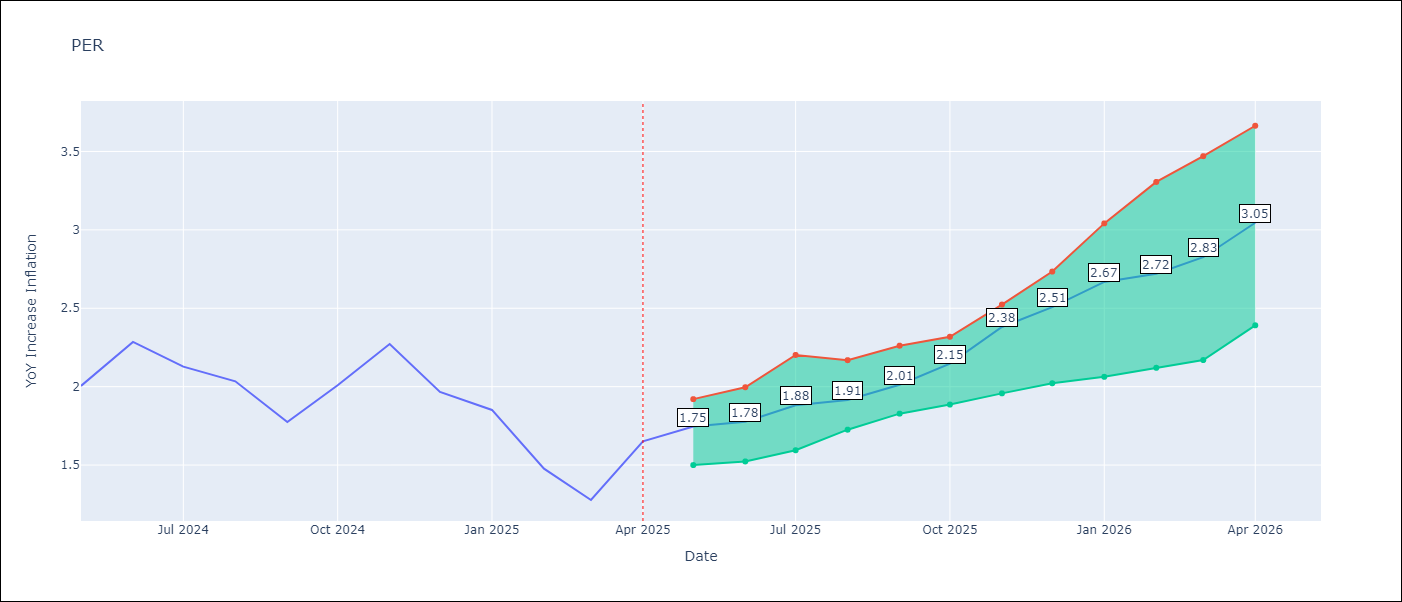 PER
YoY Increase Inflation
3.5
3
2.5
2
1.5
1.75
1.78
1.88
1.91
2.01
2.15
2.38
2.51
2.67
2.72
2.83
3.05
Jul 2024
Oct 2024
Jan 2025
Apr 2025
Jul 2025
Oct 2025
Jan 2026
Apr 2026
Date